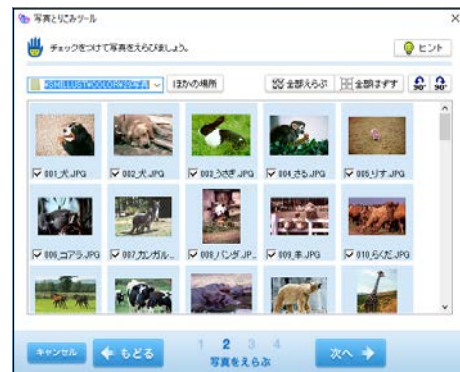 写真とりこみツール
チェックをつけて写真をえらびましょう。
ヒント
ほかの場所
全部えらぶ
全部はずす
90°
90°
001_犬.JPG
002_犬.JPG
003_うさぎ.JPG
004_さる.JPG
005_りす.JPG
006_コアラ.JPG
007_カンガル...
008_パンダ.JP...
009_羊.JPG
010_らくだ.JPG
キャンセル
もどる
1 2 3 4
写真をえらぶ
次へ